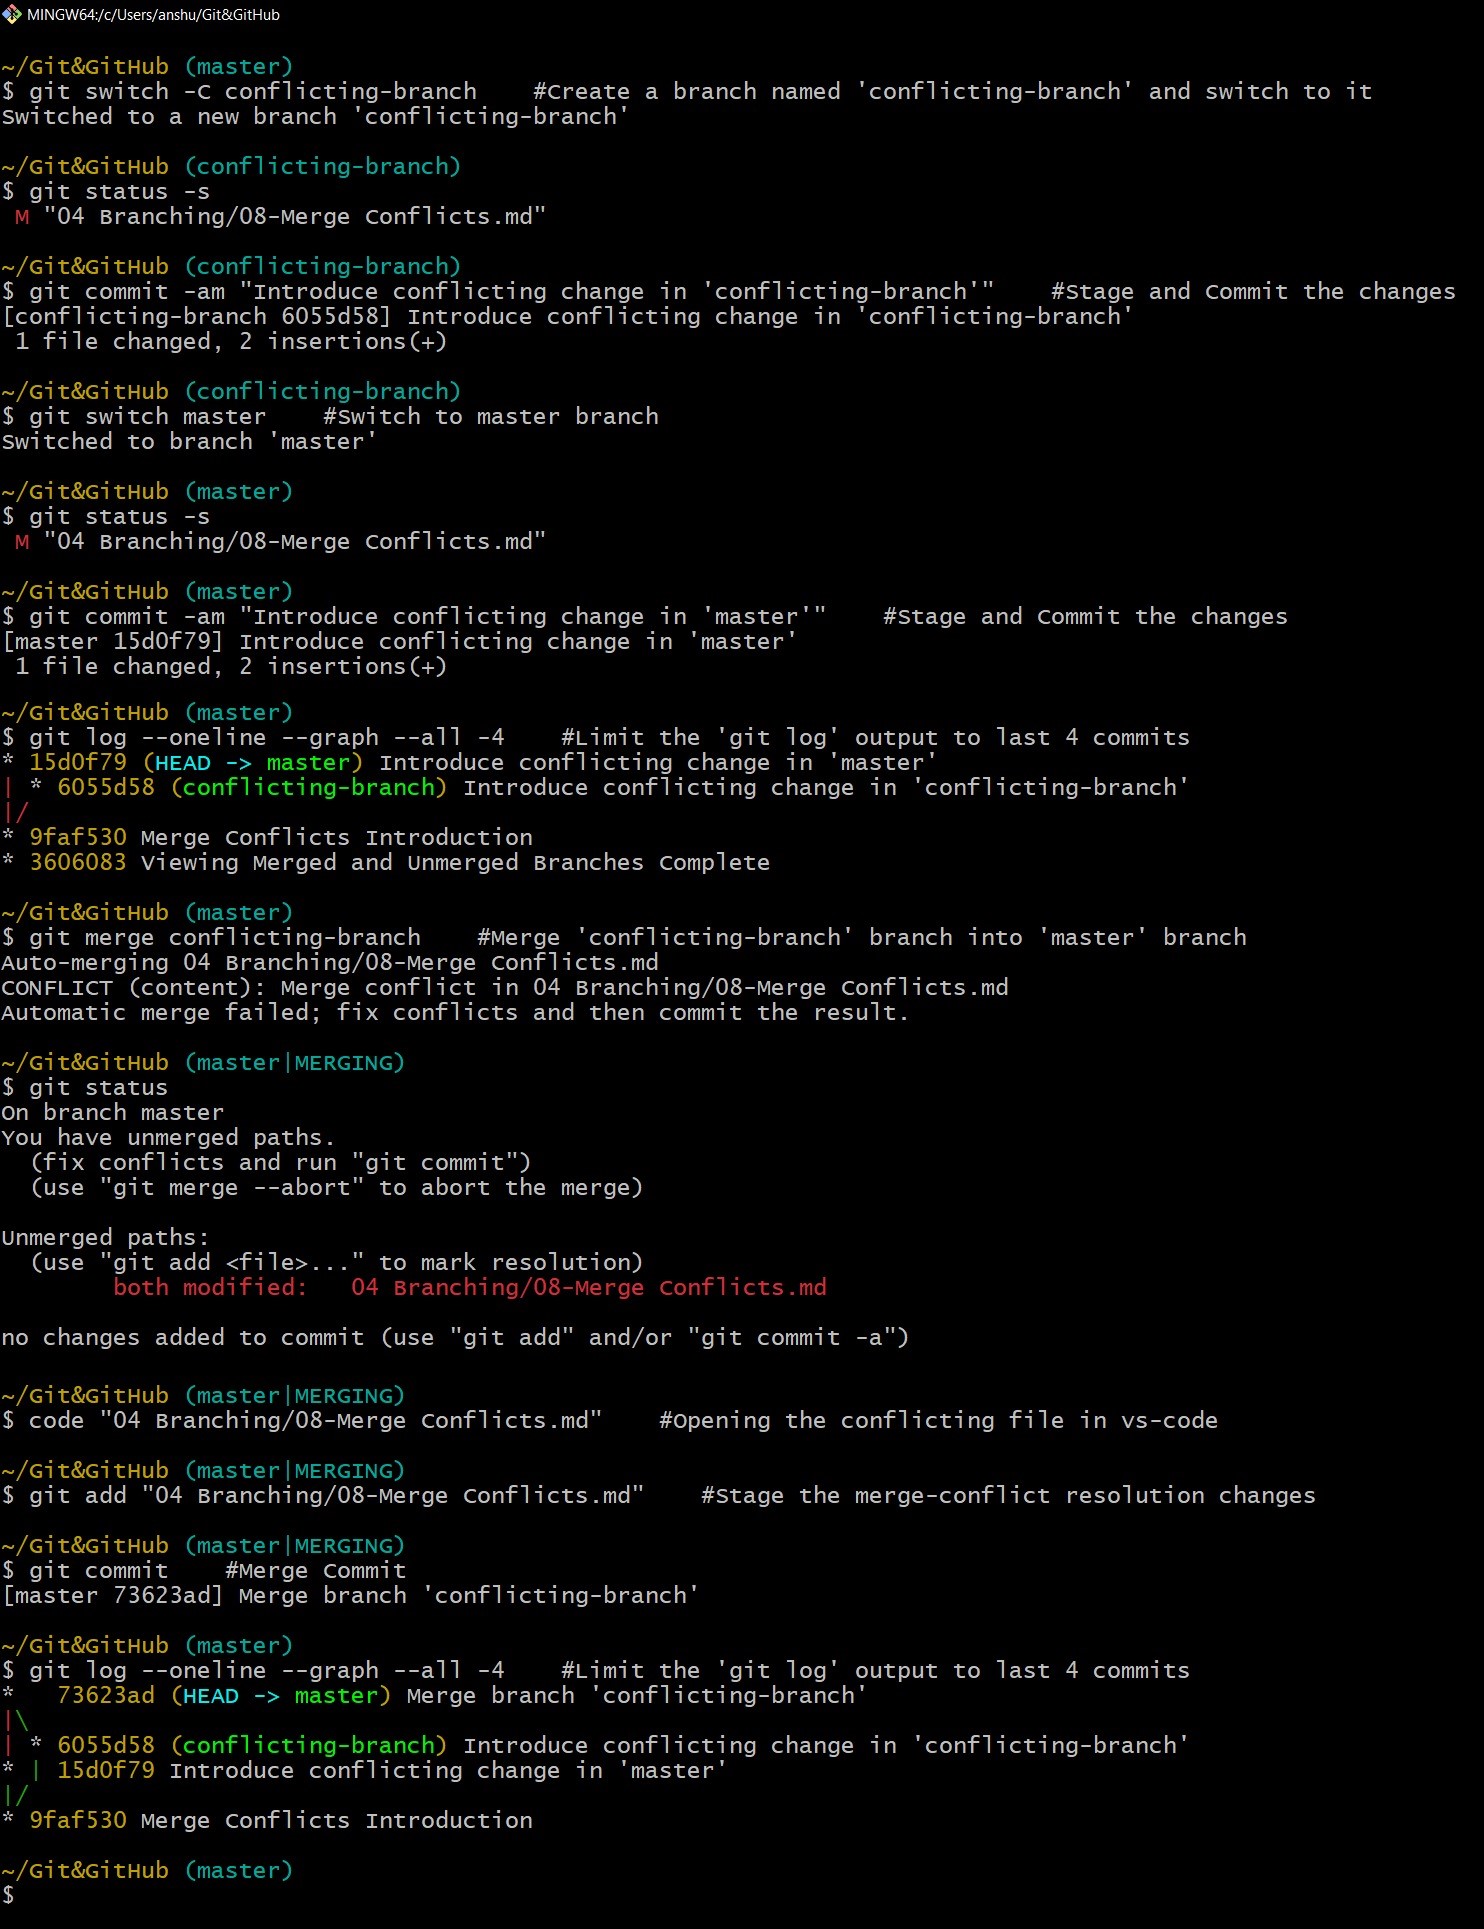 MINGW64:/c/Users/anshu/Git&GitHub
~/Git&GitHub (master)
$ git switch -C conflicting-branch    #Create a branch named 'conflicting-branch' and switch to it
Switched to a new branch 'conflicting-branch'
~/Git&GitHub (conflicting-branch)
$ git status -s
 M "04 Branching/08-Merge Conflicts.md"
~/Git&GitHub (conflicting-branch)
$ git commit -am "Introduce conflicting change in 'conflicting-branch'"    #Stage and Commit the changes
[conflicting-branch 6055d58] Introduce conflicting change in 'conflicting-branch'
 1 file changed, 2 insertions(+)
~/Git&GitHub (conflicting-branch)
$ git switch master    #Switch to master branch
Switched to branch 'master'
~/Git&GitHub (master)
$ git status -s
 M "04 Branching/08-Merge Conflicts.md"
~/Git&GitHub (master)
$ git commit -am "Introduce conflicting change in 'master'"    #Stage and Commit the changes
[master 15d0f79] Introduce conflicting change in 'master'
 1 file changed, 2 insertions(+)
~/Git&GitHub (master)
$ git log --oneline --graph --all -4    #Limit the 'git log' output to last 4 commits
* 15d0f79 (HEAD -> master) Introduce conflicting change in 'master'
| * 6055d58 (conflicting-branch) Introduce conflicting change in 'conflicting-branch'
|/
* 9faf530 Merge Conflicts Introduction
* 3606083 Viewing Merged and Unmerged Branches Complete
~/Git&GitHub (master)
$ git merge conflicting-branch    #Merge 'conflicting-branch' branch into 'master' branch
Auto-merging 04 Branching/08-Merge Conflicts.md
CONFLICT (content): Merge conflict in 04 Branching/08-Merge Conflicts.md
Automatic merge failed; fix conflicts and then commit the result.
~/Git&GitHub (master|MERGING)
$ git status
On branch master
You have unmerged paths.
  (fix conflicts and run "git commit")
  (use "git merge --abort" to abort the merge)
Unmerged paths:
  (use "git add <file>..." to mark resolution)
        both modified:   04 Branching/08-Merge Conflicts.md
no changes added to commit (use "git add" and/or "git commit -a")
~/Git&GitHub (master|MERGING)
$ code "04 Branching/08-Merge Conflicts.md"    #Opening the conflicting file in vs-code
~/Git&GitHub (master|MERGING)
$ git add "04 Branching/08-Merge Conflicts.md"    #Stage the merge-conflict resolution changes
~/Git&GitHub (master|MERGING)
$ git commit    #Merge Commit
[master 73623ad] Merge branch 'conflicting-branch'
~/Git&GitHub (master)
$ git log --oneline --graph --all -4    #Limit the 'git log' output to last 4 commits
*   73623ad (HEAD -> master) Merge branch 'conflicting-branch'
|\
| * 6055d58 (conflicting-branch) Introduce conflicting change in 'conflicting-branch'
* | 15d0f79 Introduce conflicting change in 'master'
|/
* 9faf530 Merge Conflicts Introduction
~/Git&GitHub (master)
$